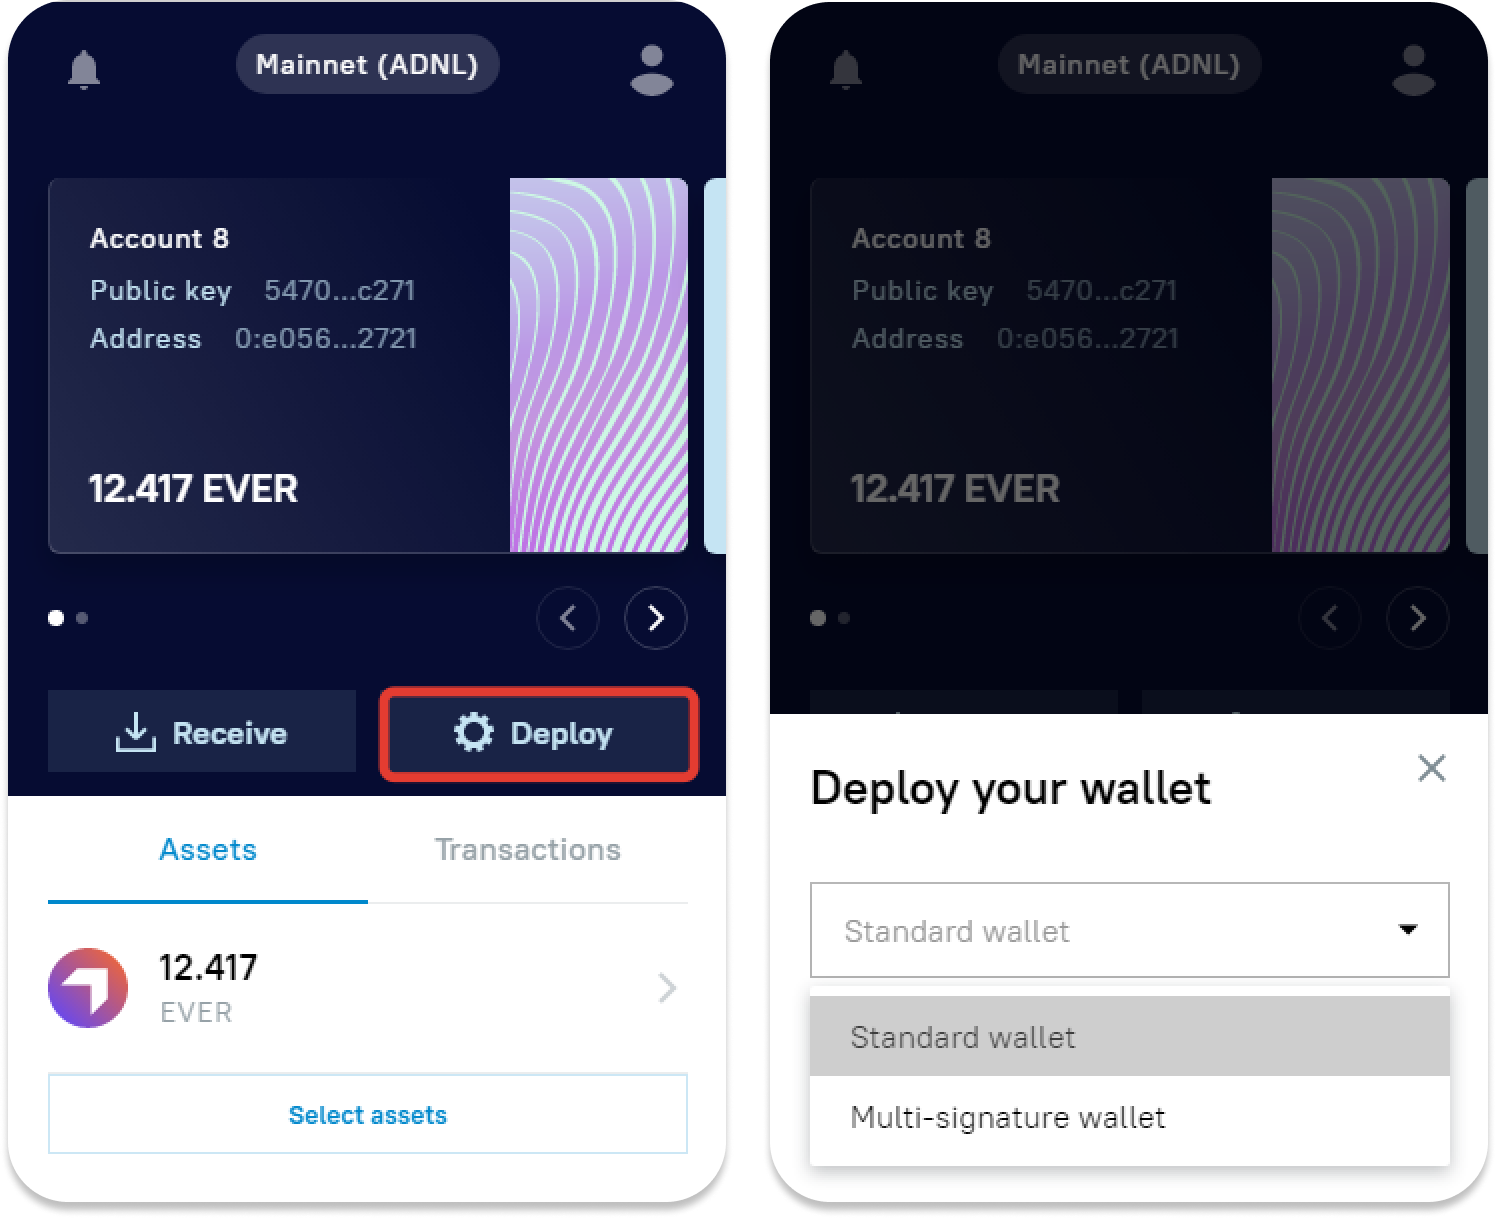 Mainnet (ADNL)
Account 8
Public key 5470...c271
Address 0:e056...2721
12.417 EVER
Receive
Deploy
Assets
Transactions
12.417
EVER
Select assets
Mainnet (ADNL)
Account 8
Public key 5470...c271
Address 0:e056...2721
12.417 EVER
Deploy your wallet
Standard wallet
Standard wallet
Multi-signature wallet